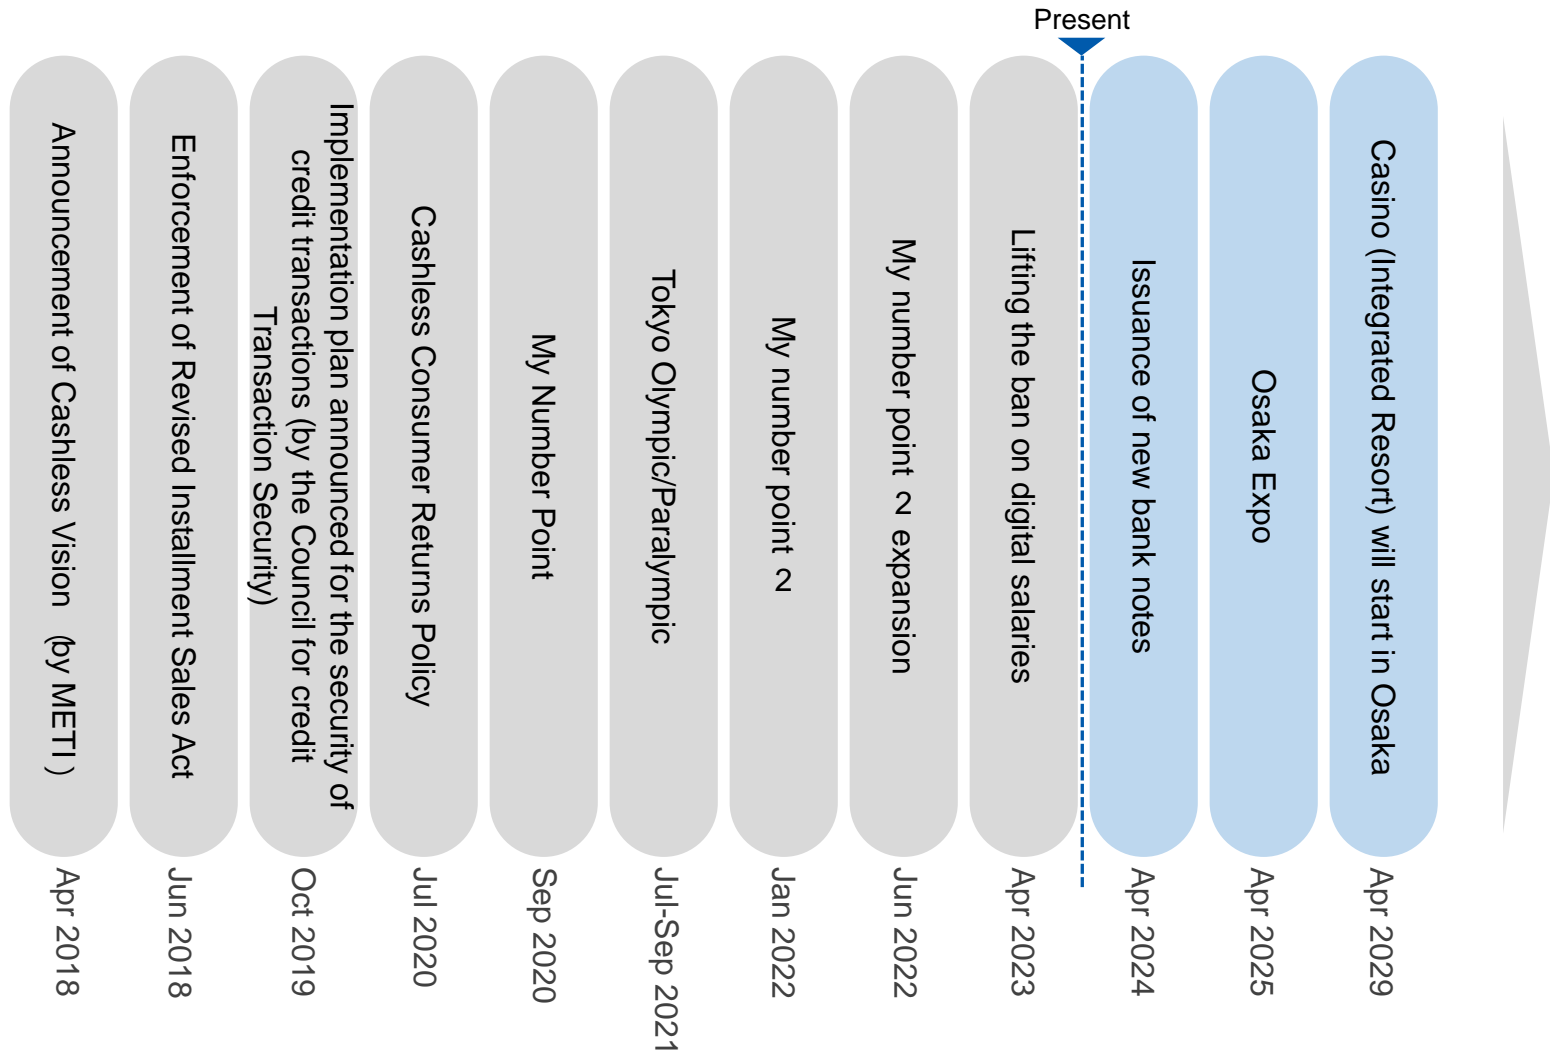 Present
Announcement of Cashless Vision (by METI)
Apr 2018
Enforcement of Revised Installment Sales Act
Jun 2018
Implementation plan announced for the security of
credit transactions (by the Council for credit
Transaction Security)
Oct 2019
Cashless Consumer Returns Policy
Jul 2020
My Number Point
Sep 2020
Tokyo Olympic/Paralympic
Jul-Sep 2021
My number point 2
Jan 2022
My number point 2 expansion
Jun 2022
Lifting the ban on digital salaries
Apr 2023
Issuance of new bank notes
Apr 2024
Osaka Expo
Apr 2025
Casino (Integrated Resort) will start in Osaka
Apr 2029